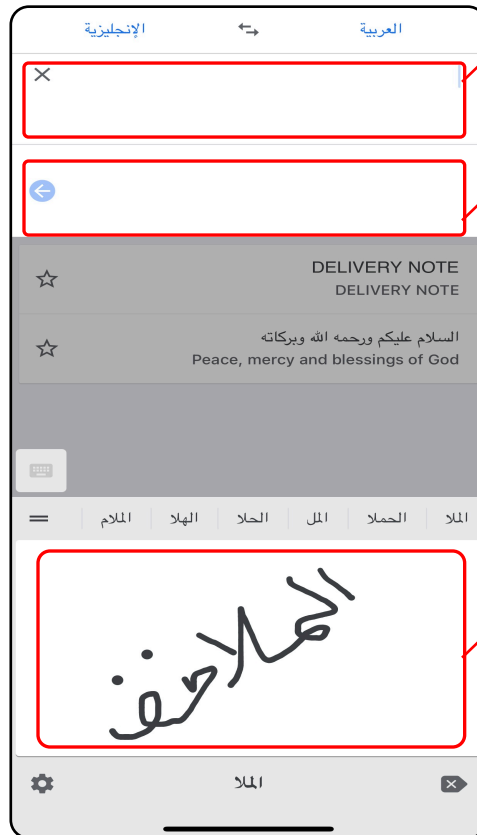 العربية الإنجليزية
DELIVERY NOTE
DELIVERY NOTE
السلام عليكم ورحمه الله وبركاته
Peace, mercy and blessings of God
الملا الحملا المل الحلا الهلا الملام
الملا